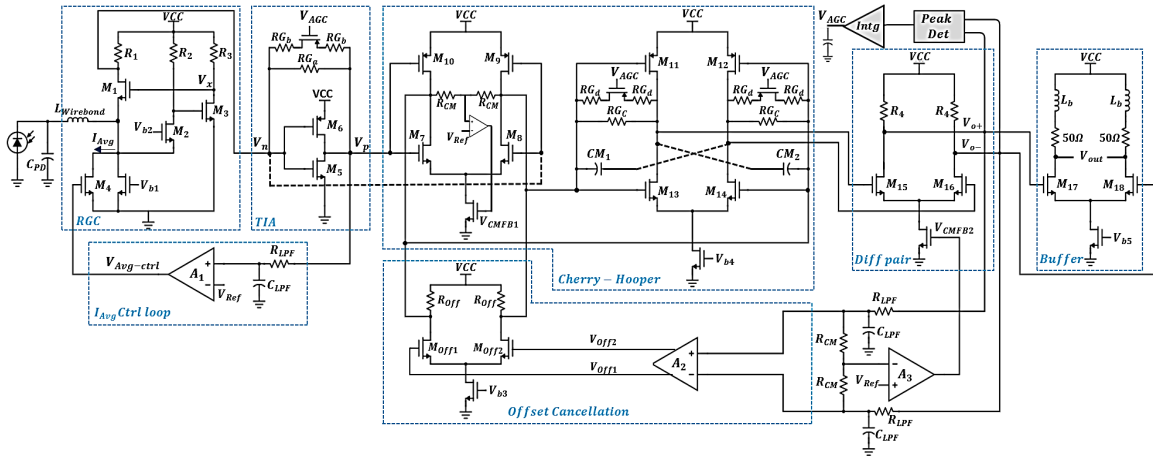 VCC
R1
R2
R3
M1
Vx
M3
LWirebond
Vb2
M2
IAvg
CPD
M4
Vb1
RGC
VAGC
RGb
RGb
RGa
VCC
M6
Vn
Vp
M5
TIA
VAvg−ctrl
A1
+
−
VRef
RLPF
CLPF
IAvg Ctrl loop
VCC
M10
M9
RCM
RCM
VRef
M7
M8
VCMFB1
VCC
M11
M12
VAGC
VAGC
RGd
RGd
RGd
RGd
RGC
RGC
CM1
CM2
M13
M14
Vb4
Cherry−Hooper
VCC
ROff
ROff
MOff1
MOff2
Vb3
VOff2
VOff1
A2
+
−
Offset Cancellation
VAGC
Intg
Peak
Det
VCC
R4
R4
Vo+
Vo−
M15
M16
VCMFB2
Diff pair
VCC
Lb
Lb
50Ω
50Ω
Vout
M17
M18
Vb5
Buffer
RLPF
CLPF
RCM
RCM
VRef
−
+
A3
RLPF
CLPF